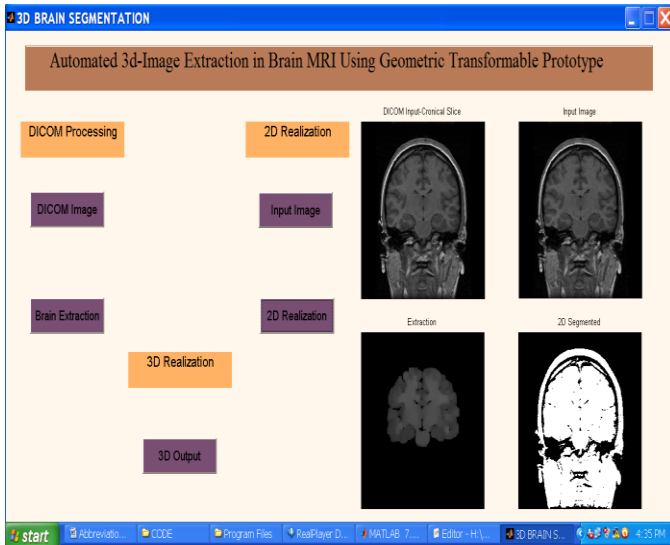 3D BRAIN SEGMENTATION
Automated 3d-Image Extraction in Brain MRI Using Geometric Transformable Prototype
DICOM Processing
2D Realization
DICOM Input-Cronical Slice
Input Image
DICOM Image
Input Image
Brain Extraction
2D Realization
Extraction
2D Segmented
3D Realization
3D Output
start
Abbreviatio...
CODE
Program Files
RealPlayer D...
MATLAB 7....
Editor - H:\...
3D BRAIN S...
4:35 PM